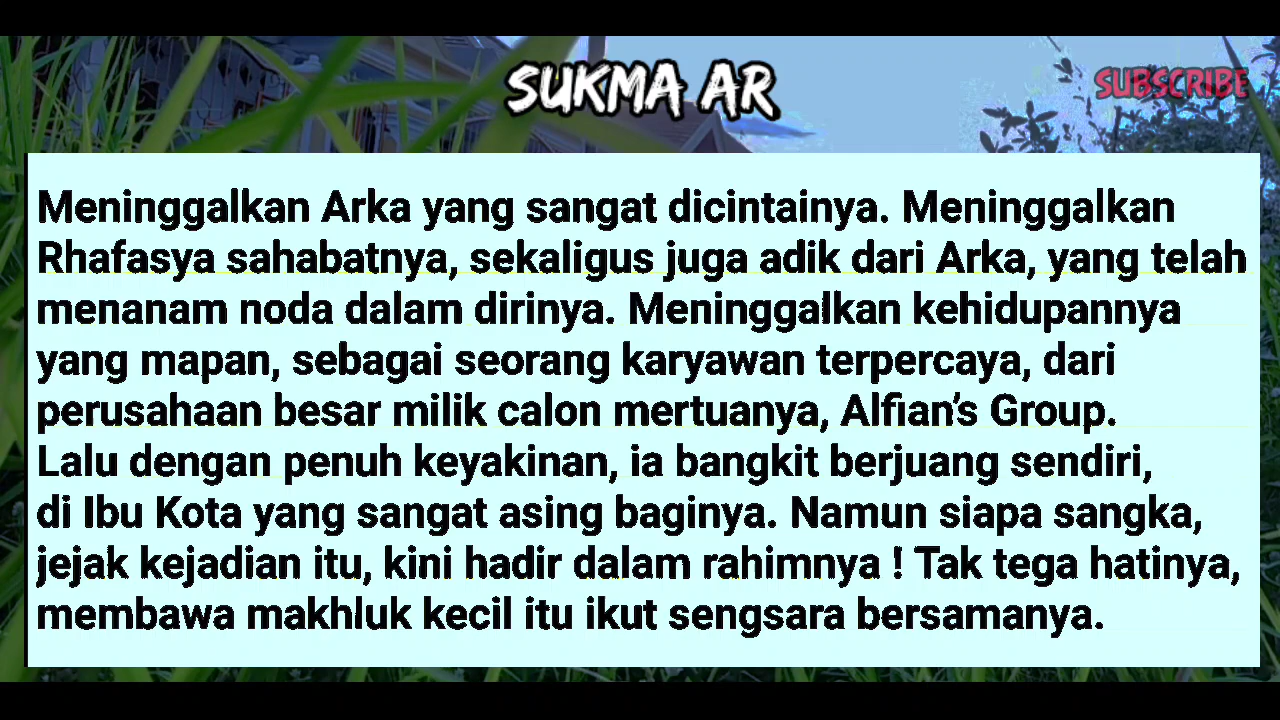 SUKMA AR
SUBSCRIBE
Meninggalkan Arka yang sangat dicintainya. Meninggalkan
Rhafasya sahabatnya, sekaligus juga adik dari Arka, yang telah
menanam noda dalam dirinya. Meninggalkan kehidupannya
yang mapan, sebagai seorang karyawan terpercaya, dari
perusahaan besar milik calon mertuanya, Alfian’s Group.
Lalu dengan penuh keyakinan, ia bangkit berjuang sendiri,
di Ibu Kota yang sangat asing baginya. Namun siapa sangka,
jejak kejadian itu, kini hadir dalam rahimnya ! Tak tega hatinya,
membawa makhluk kecil itu ikut sengsara bersamanya.